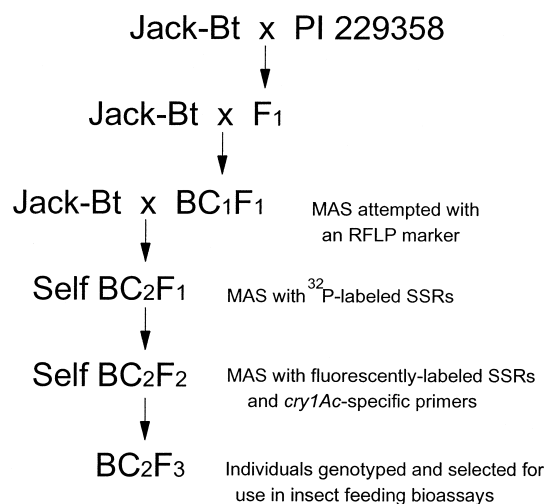 Jack-Bt x PI 229358
Jack-Bt x F₁
Jack-Bt x BC₁F₁
MAS attempted with
an RFLP marker
Self BC₂F₁
MAS with ³²P-labeled SSRs
Self BC₂F₂
MAS with fluorescently-labeled SSRs
and cry1Ac-specific primers
BC₂F₃
Individuals genotyped and selected for
use in insect feeding bioassays